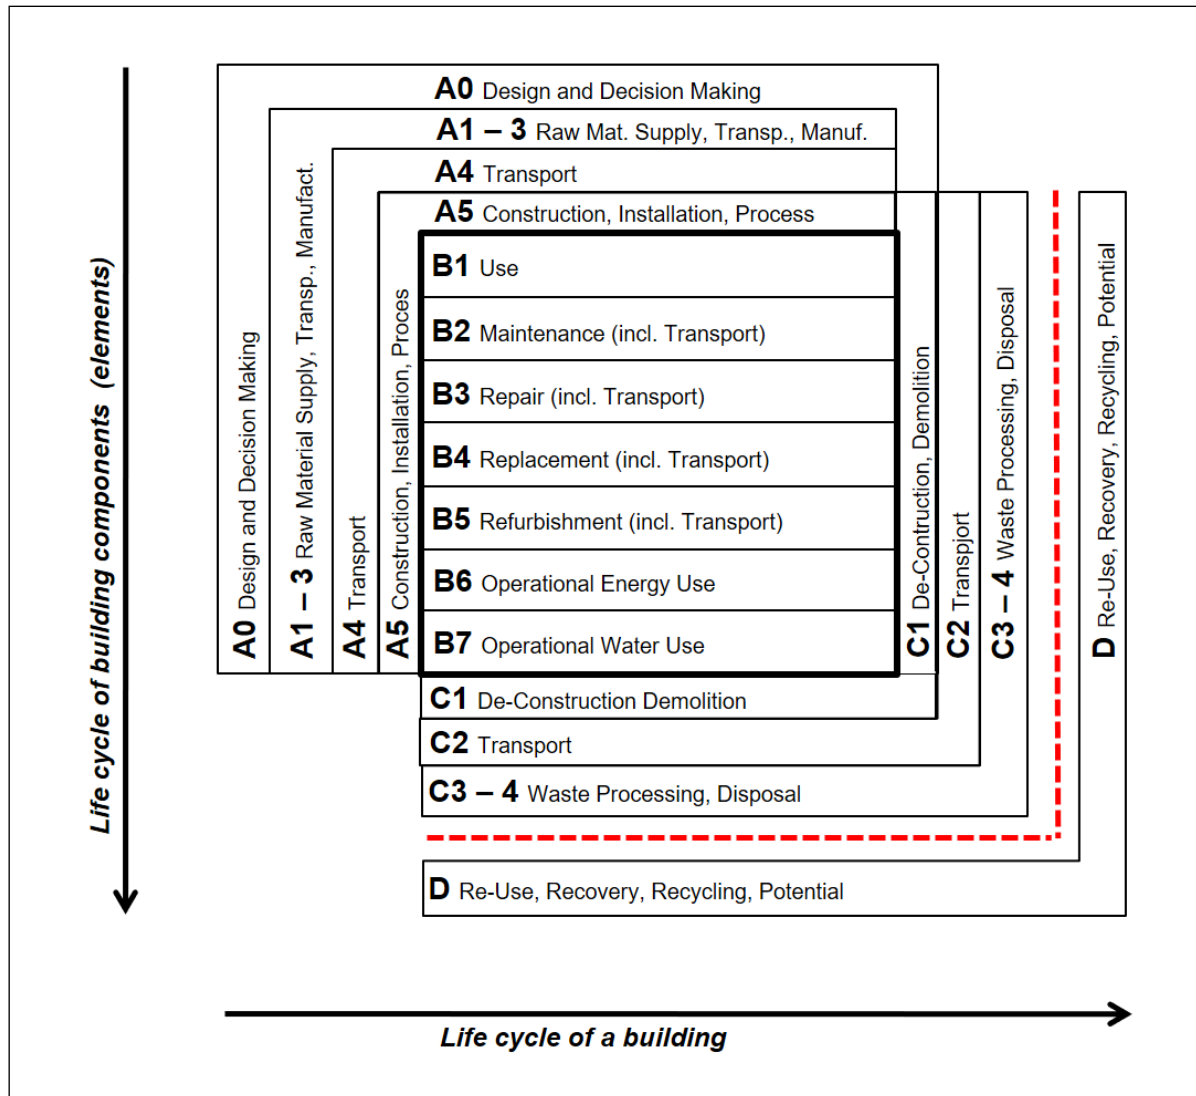 A0 Design and Decision Making
A1 – 3 Raw Mat. Supply, Transp., Manuf.
A4 Transport
A5 Construction, Installation, Process
B1 Use
B2 Maintenance (incl. Transport)
B3 Repair (incl. Transport)
B4 Replacement (incl. Transport)
B5 Refurbishment (incl. Transport)
B6 Operational Energy Use
B7 Operational Water Use
C1 De-Construction Demolition
C2 Transport
C3 – 4 Waste Processing, Disposal
D Re-Use, Recovery, Recycling, Potential
Life cycle of building components (elements)
A0 Design and Decision Making
A1 – 3 Raw Material Supply, Transp., Manufact.
A4 Transport
A5 Construction, Installation, Proces
C1 De-Contruction, Demolition
C2 Transpjort
C3 – 4 Waste Processing, Disposal
D Re-Use, Recovery, Recycling, Potential
Life cycle of a building